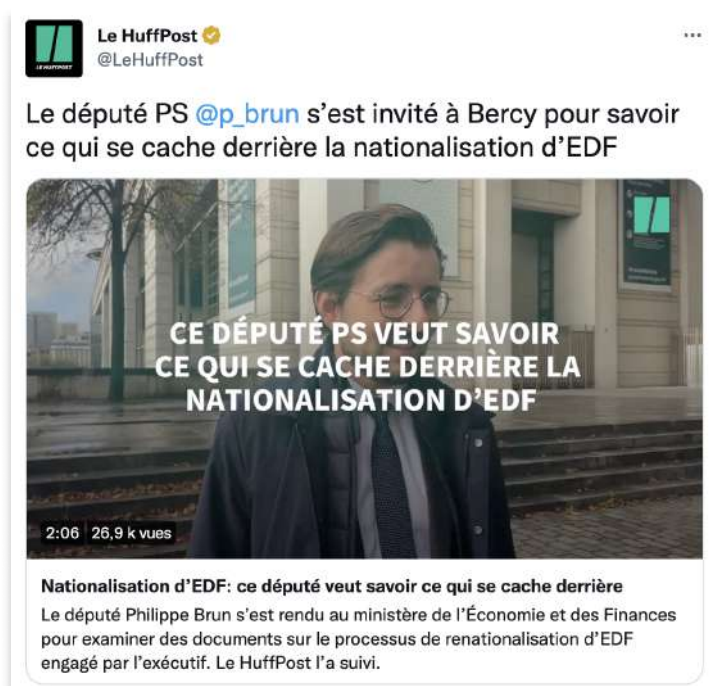 Le HuffPost
@LeHuffPost
Le député PS @p_brun s’est invité à Bercy pour savoir
ce qui se cache derrière la nationalisation d’EDF
CE DÉPUTÉ PS VEUT SAVOIR
CE QUI SE CACHE DERRIÈRE LA
NATIONALISATION D’EDF
2:06 26,9 k vues
Nationalisation d’EDF: ce député veut savoir ce qui se cache derrière
Le député Philippe Brun s’est rendu au ministère de l’Économie et des Finances
pour examiner des documents sur le processus de renationalisation d’EDF
engagé par l’exécutif. Le HuffPost l’a suivi.